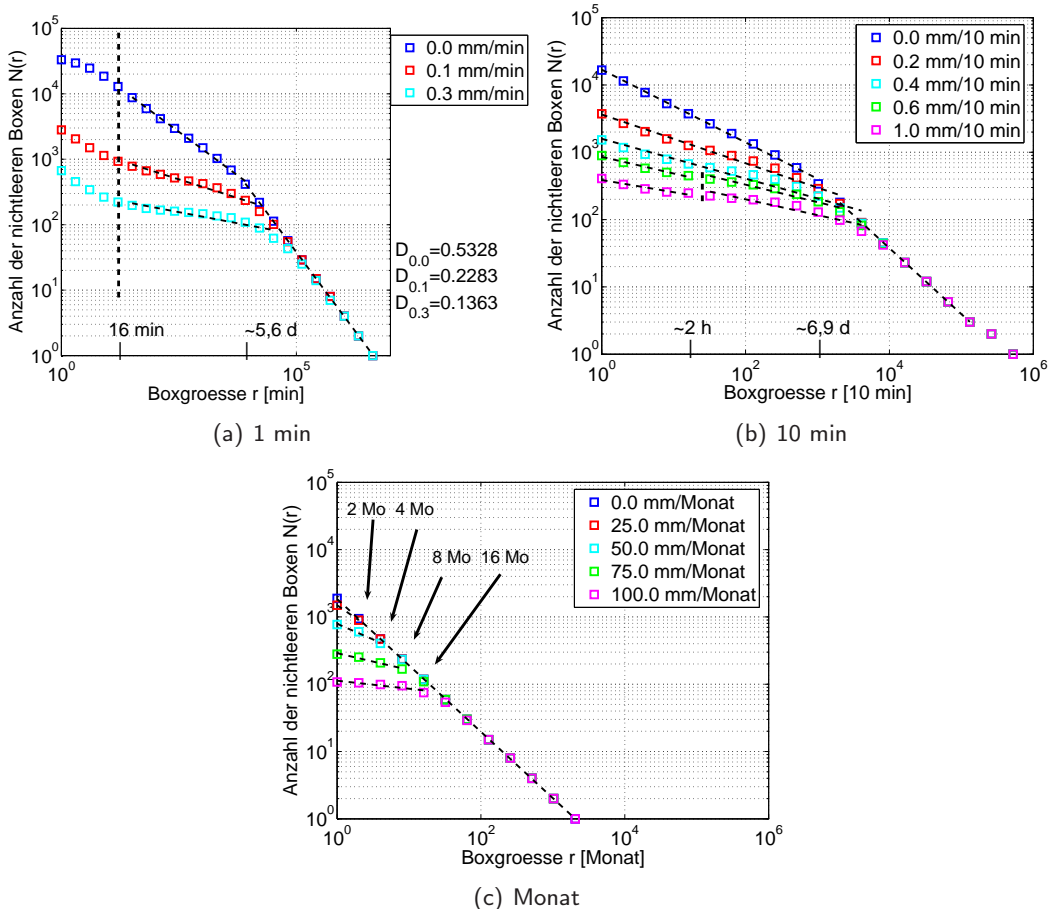 Anzahl der nichtleeren Boxen N(r)
10^5
10^4
10^3
10^2
10^1
10^0
0.0 mm/min
0.1 mm/min
0.3 mm/min
D_0.0=0.5328
D_0.1=0.2283
D_0.3=0.1363
16 min
~5,6 d
10^0
10^5
Boxgroesse r [min]
(a) 1 min
Anzahl der nichtleeren Boxen N(r)
10^5
10^4
10^3
10^2
10^1
10^0
0.0 mm/10 min
0.2 mm/10 min
0.4 mm/10 min
0.6 mm/10 min
1.0 mm/10 min
~2 h
~6,9 d
10^0
10^2
10^4
10^6
Boxgroesse r [10 min]
(b) 10 min
Anzahl der nichtleeren Boxen N(r)
10^5
10^4
10^3
10^2
10^1
10^0
2 Mo
4 Mo
8 Mo
16 Mo
0.0 mm/Monat
25.0 mm/Monat
50.0 mm/Monat
75.0 mm/Monat
100.0 mm/Monat
10^0
10^2
10^4
10^6
Boxgroesse r [Monat]
(c) Monat